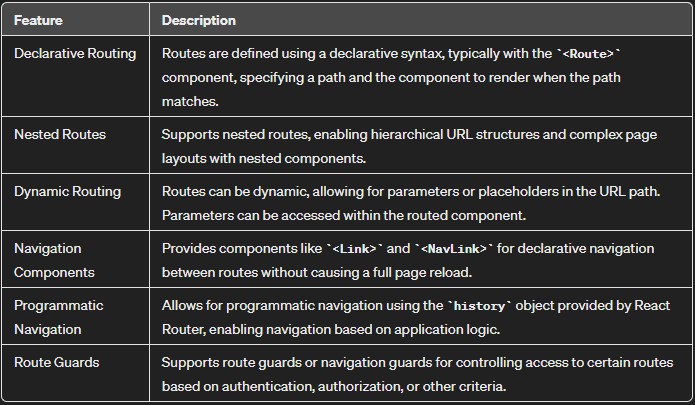 Feature Description
Declarative Routing Routes are defined using a declarative syntax, typically with the `<Route>`
component, specifying a path and the component to render when the path
matches.
Nested Routes Supports nested routes, enabling hierarchical URL structures and complex page
layouts with nested components.
Dynamic Routing Routes can be dynamic, allowing for parameters or placeholders in the URL path.
Parameters can be accessed within the routed component.
Navigation
Components
Provides components like `<Link>` and `<NavLink>` for declarative navigation
between routes without causing a full page reload.
Programmatic
Navigation
Allows for programmatic navigation using the `history` object provided by React
Router, enabling navigation based on application logic.
Route Guards Supports route guards or navigation guards for controlling access to certain routes
based on authentication, authorization, or other criteria.